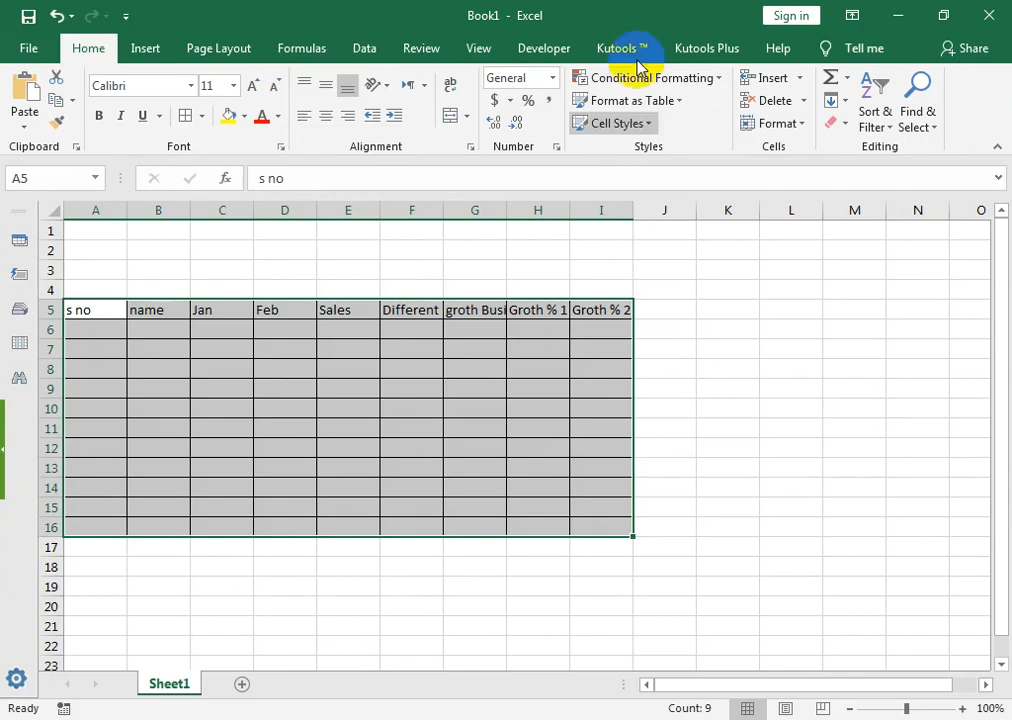 Book1 - Excel
Sign in
File Home Insert Page Layout Formulas Data Review View Developer Kutools ™ Kutools Plus Help Tell me Share
Paste
Calibri 11
B I U
A
ab
General
$ % ,
Conditional Formatting
Format as Table
Cell Styles
Insert
Delete
Format
Sort & Filter
Find & Select
Clipboard Font Alignment Number Styles Cells Editing
A5 fx s no
A B C D E F G H I J K L M N O
1
2
3
4
5 s no name Jan Feb Sales Different groth Busi Groth % 1 Groth % 2
6
7
8
9
10
11
12
13
14
15
16
17
18
19
20
21
22
23
Sheet1
Ready Count: 9 100%